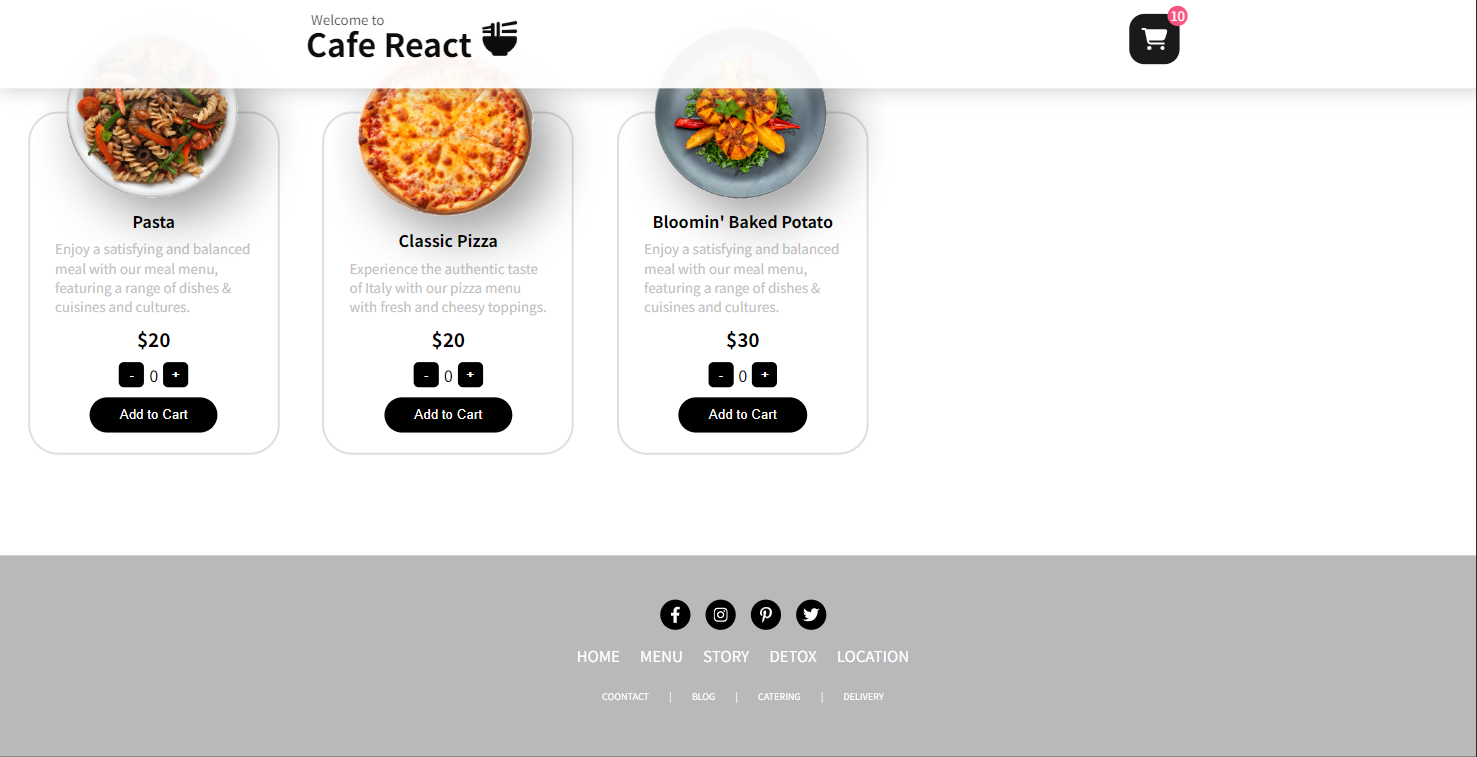 Welcome to
Cafe React
10
Pasta
Enjoy a satisfying and balanced
meal with our meal menu,
featuring a range of dishes &
cuisines and cultures.
$20
- 0 +
Add to Cart
Classic Pizza
Experience the authentic taste
of Italy with our pizza menu
with fresh and cheesy toppings.
$20
- 0 +
Add to Cart
Bloomin' Baked Potato
Enjoy a satisfying and balanced
meal with our meal menu,
featuring a range of dishes &
cuisines and cultures.
$30
- 0 +
Add to Cart
HOME MENU STORY DETOX LOCATION
COONTACT | BLOG | CATERING | DELIVERY